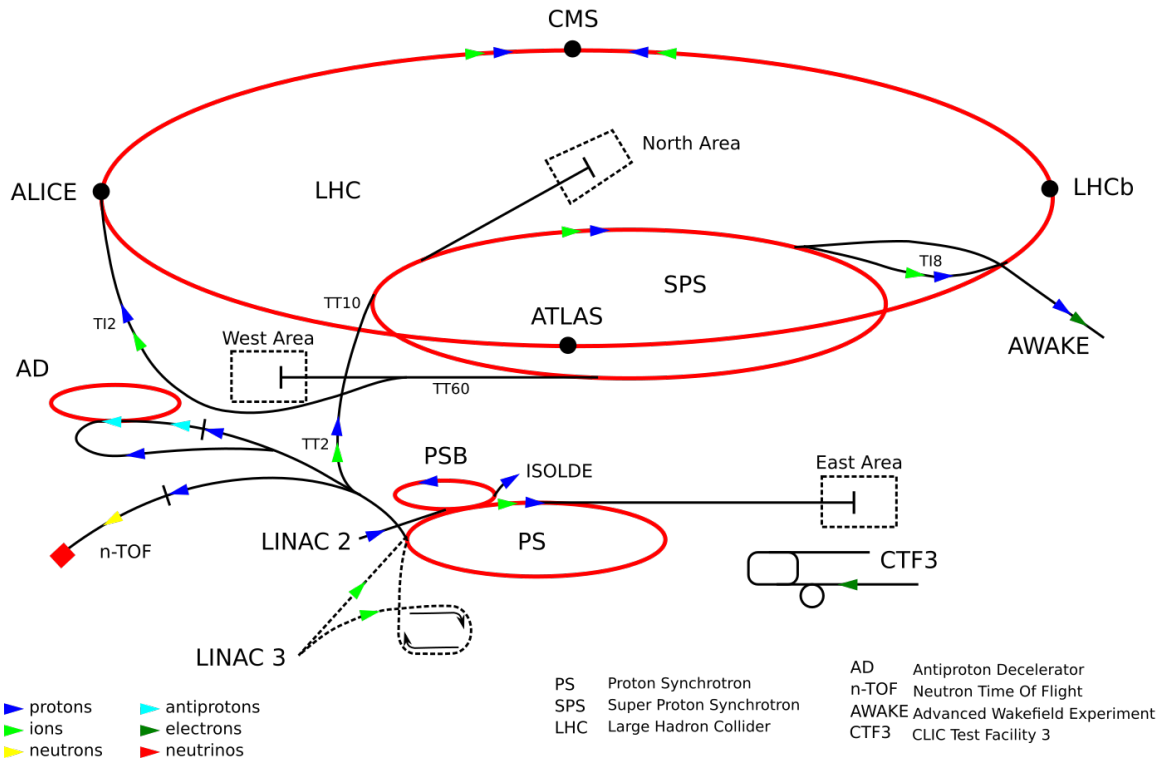 CMS
North Area
ALICE
LHC
LHCb
TI8
SPS
TT10
ATLAS
TI2
West Area
AWAKE
AD
TT60
TT2
PSB
ISOLDE
East Area
LINAC 2
PS
n-TOF
CTF3
LINAC 3
protons
ions
neutrons
antiprotons
electrons
neutrinos
PS Proton Synchrotron
SPS Super Proton Synchrotron
LHC Large Hadron Collider
AD Antiproton Decelerator
n-TOF Neutron Time Of Flight
AWAKE Advanced Wakefield Experiment
CTF3 CLIC Test Facility 3